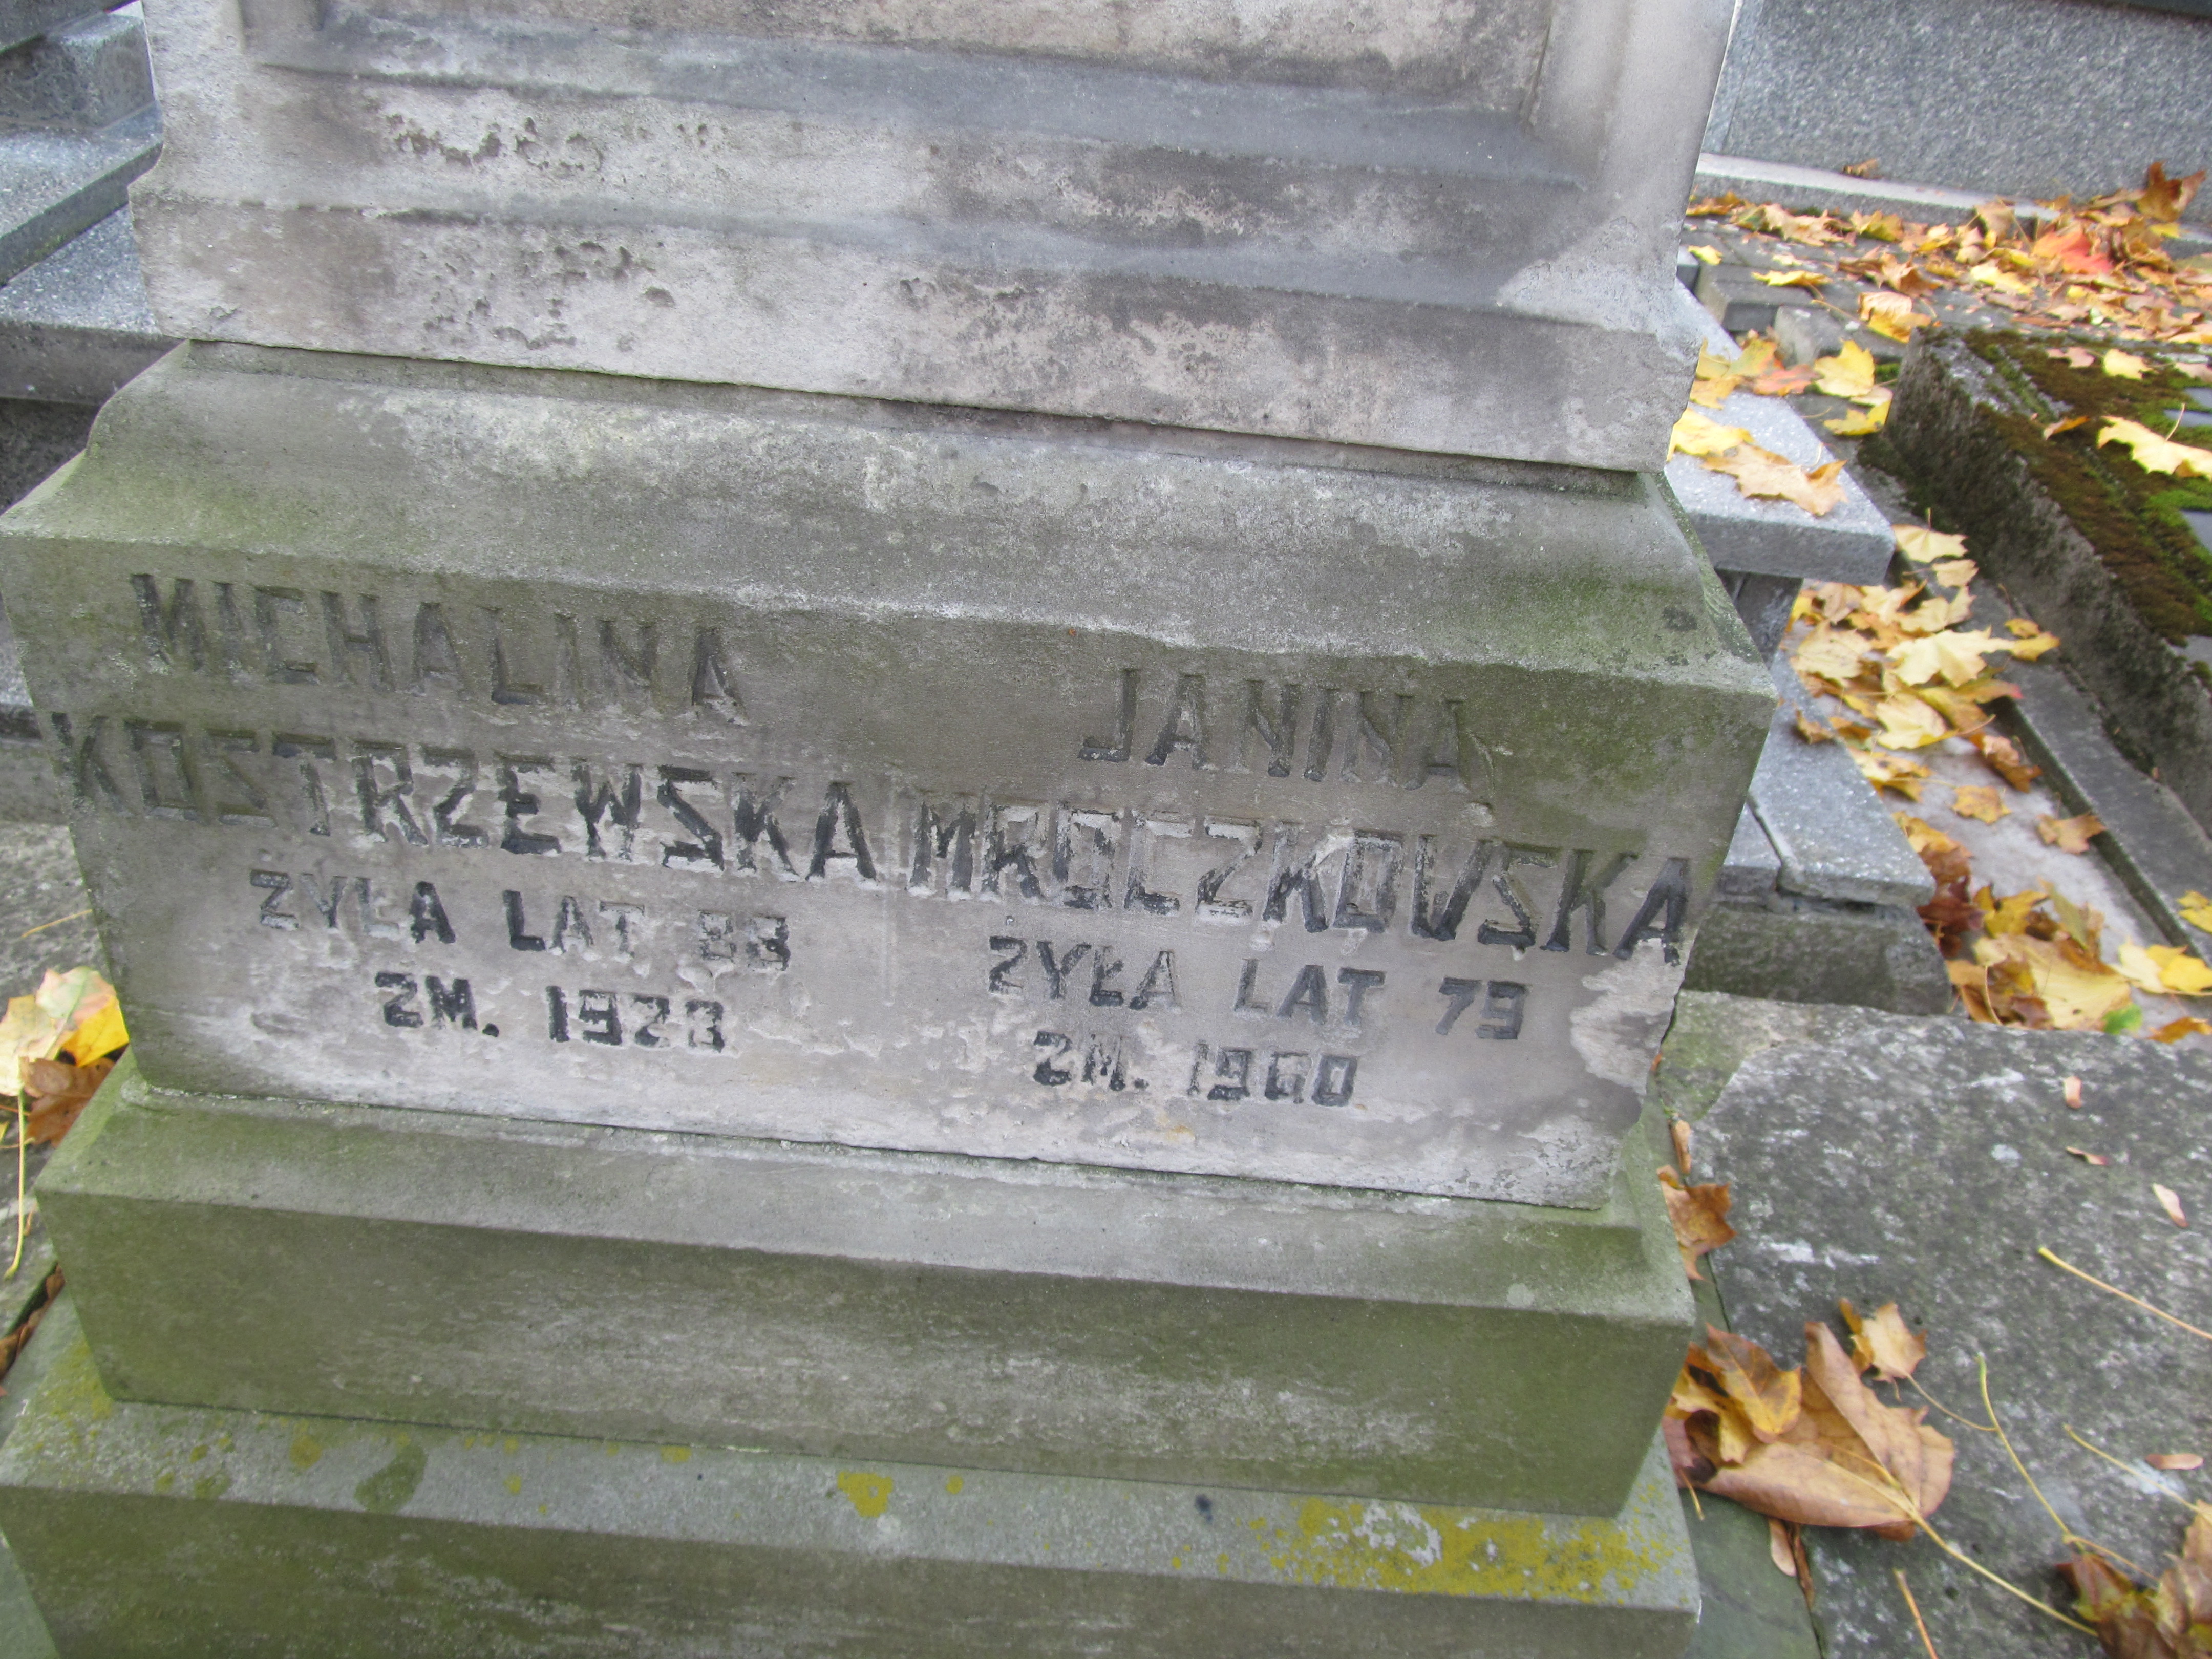 MICHALINA
KOSTRZEWSKA
ŻYŁA LAT 88
ZM. 1928
JANINA
MROCZKOWSKA
ŻYŁA LAT 79
ZM. 1960